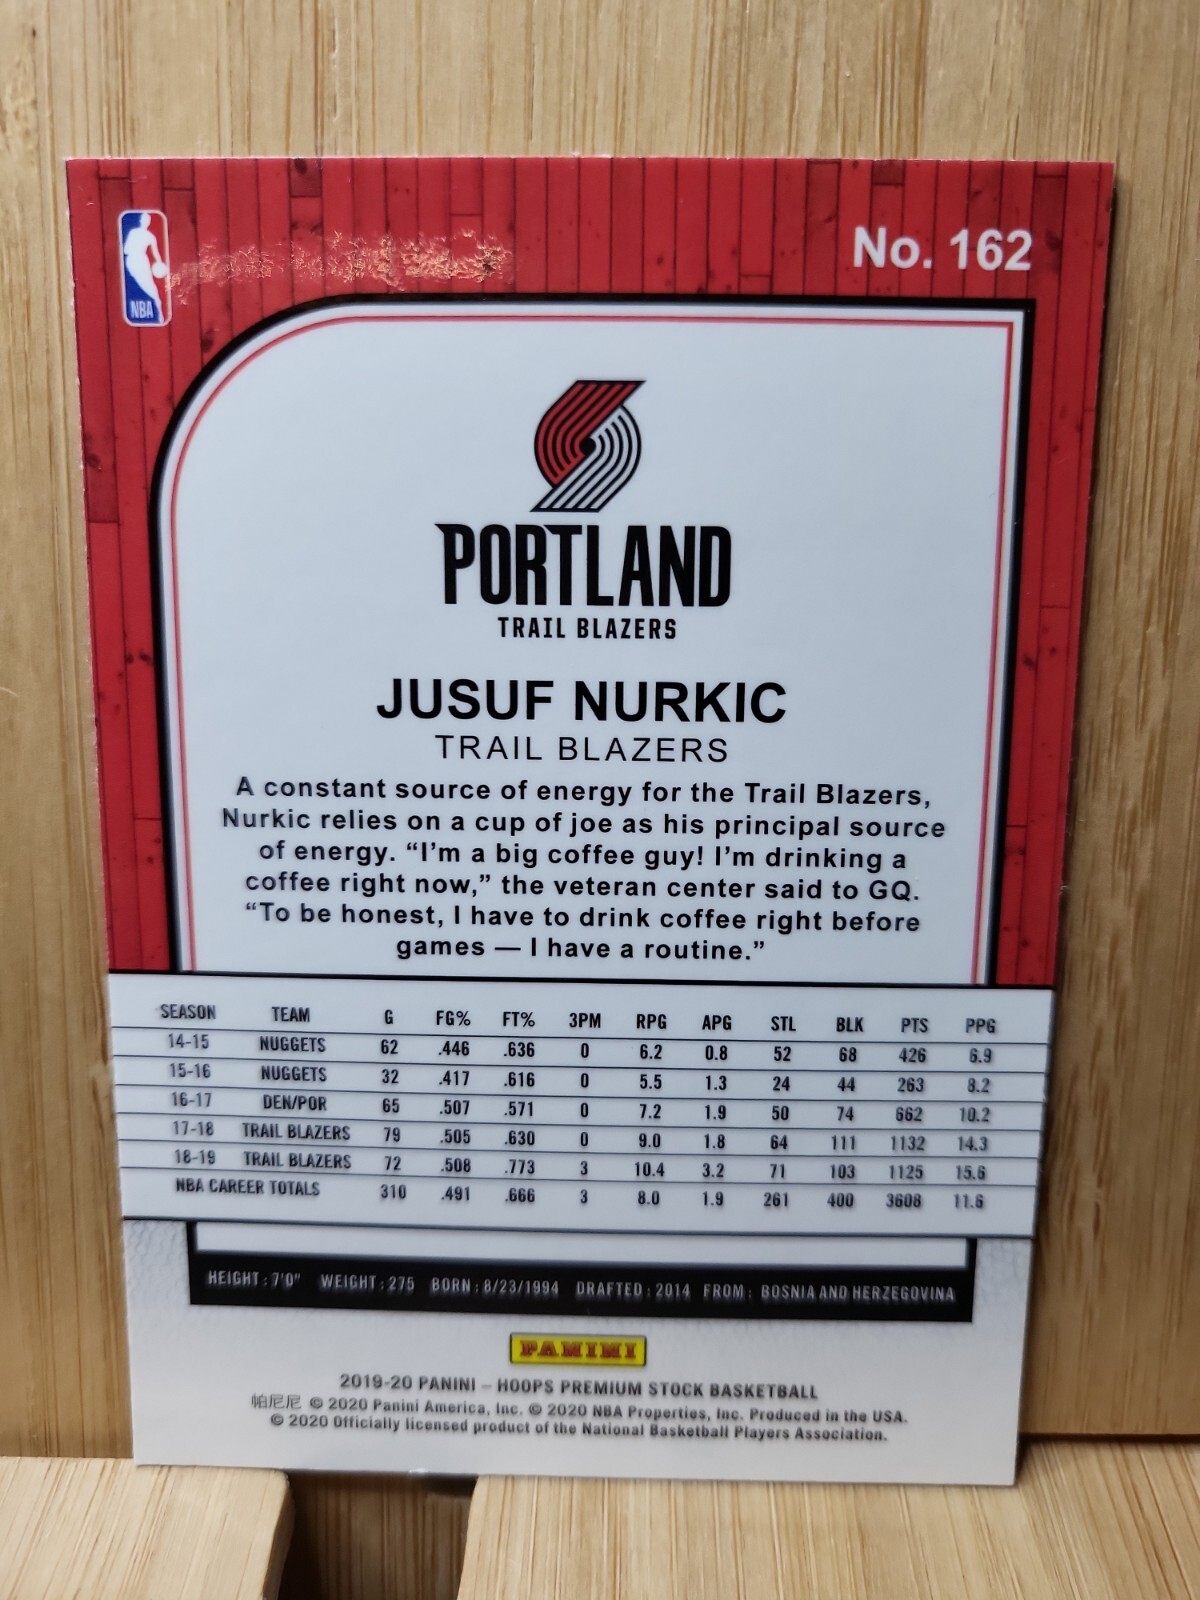 No. 162
NBA
PORTLAND
TRAIL BLAZERS
JUSUF NURKIC
TRAIL BLAZERS
A constant source of energy for the Trail Blazers,
Nurkic relies on a cup of joe as his principal source
of energy. “I’m a big coffee guy! I’m drinking a
coffee right now,” the veteran center said to GQ.
“To be honest, I have to drink coffee right before
games — I have a routine.”
SEASON TEAM G FG% FT% 3PM RPG APG STL BLK PTS PPG
14-15 NUGGETS 62 .446 .636 0 6.2 0.8 52 68 426 6.9
15-16 NUGGETS 32 .417 .616 0 5.5 1.3 24 44 263 8.2
16-17 DEN/POR 65 .507 .571 0 7.2 1.9 50 74 662 10.2
17-18 TRAIL BLAZERS 79 .505 .630 0 9.0 1.8 64 111 1132 14.3
18-19 TRAIL BLAZERS 72 .508 .773 3 10.4 3.2 71 103 1125 15.6
NBA CAREER TOTALS 310 .491 .666 3 8.0 1.9 261 400 3608 11.6
HEIGHT: 7'0" WEIGHT: 275 BORN: 8/23/1994 DRAFTED: 2014 FROM: BOSNIA AND HERZEGOVINA
PANINI
2019-20 PANINI – HOOPS PREMIUM STOCK BASKETBALL
帕尼尼 © 2020 Panini America, Inc. © 2020 NBA Properties, Inc. Produced in the USA.
© 2020 Officially licensed product of the National Basketball Players Association.